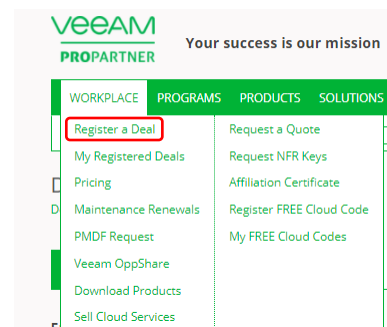 veeAM
PROPARTNER
Your success is our mission
WORKPLACE PROGRAMS PRODUCTS SOLUTIONS
Register a Deal
My Registered Deals
Pricing
Maintenance Renewals
PMDF Request
Veeam OppShare
Download Products
Sell Cloud Services
Request a Quote
Request NFR Keys
Affiliation Certificate
Register FREE Cloud Code
My FREE Cloud Codes